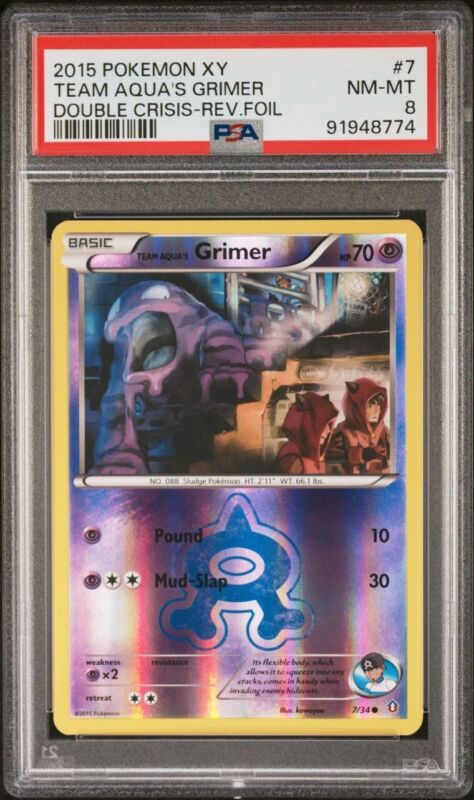 2015 POKEMON XY #7
TEAM AQUA'S GRIMER NM-MT
DOUBLE CRISIS-REV.FOIL 8
PSA 91948774
BASIC TEAM AQUA'S Grimer HP 70
NO. 088 Sludge Pokémon HT: 2'11" WT: 66.1 lbs.
Pound 10
Mud-Slap 30
weakness resistance
×2
retreat
Its flexible body, which
allows it to squeeze into any
cracks, comes in handy when
invading enemy hideouts.
©2015 Pokémon Illus. kawayoo 7/34
PSA